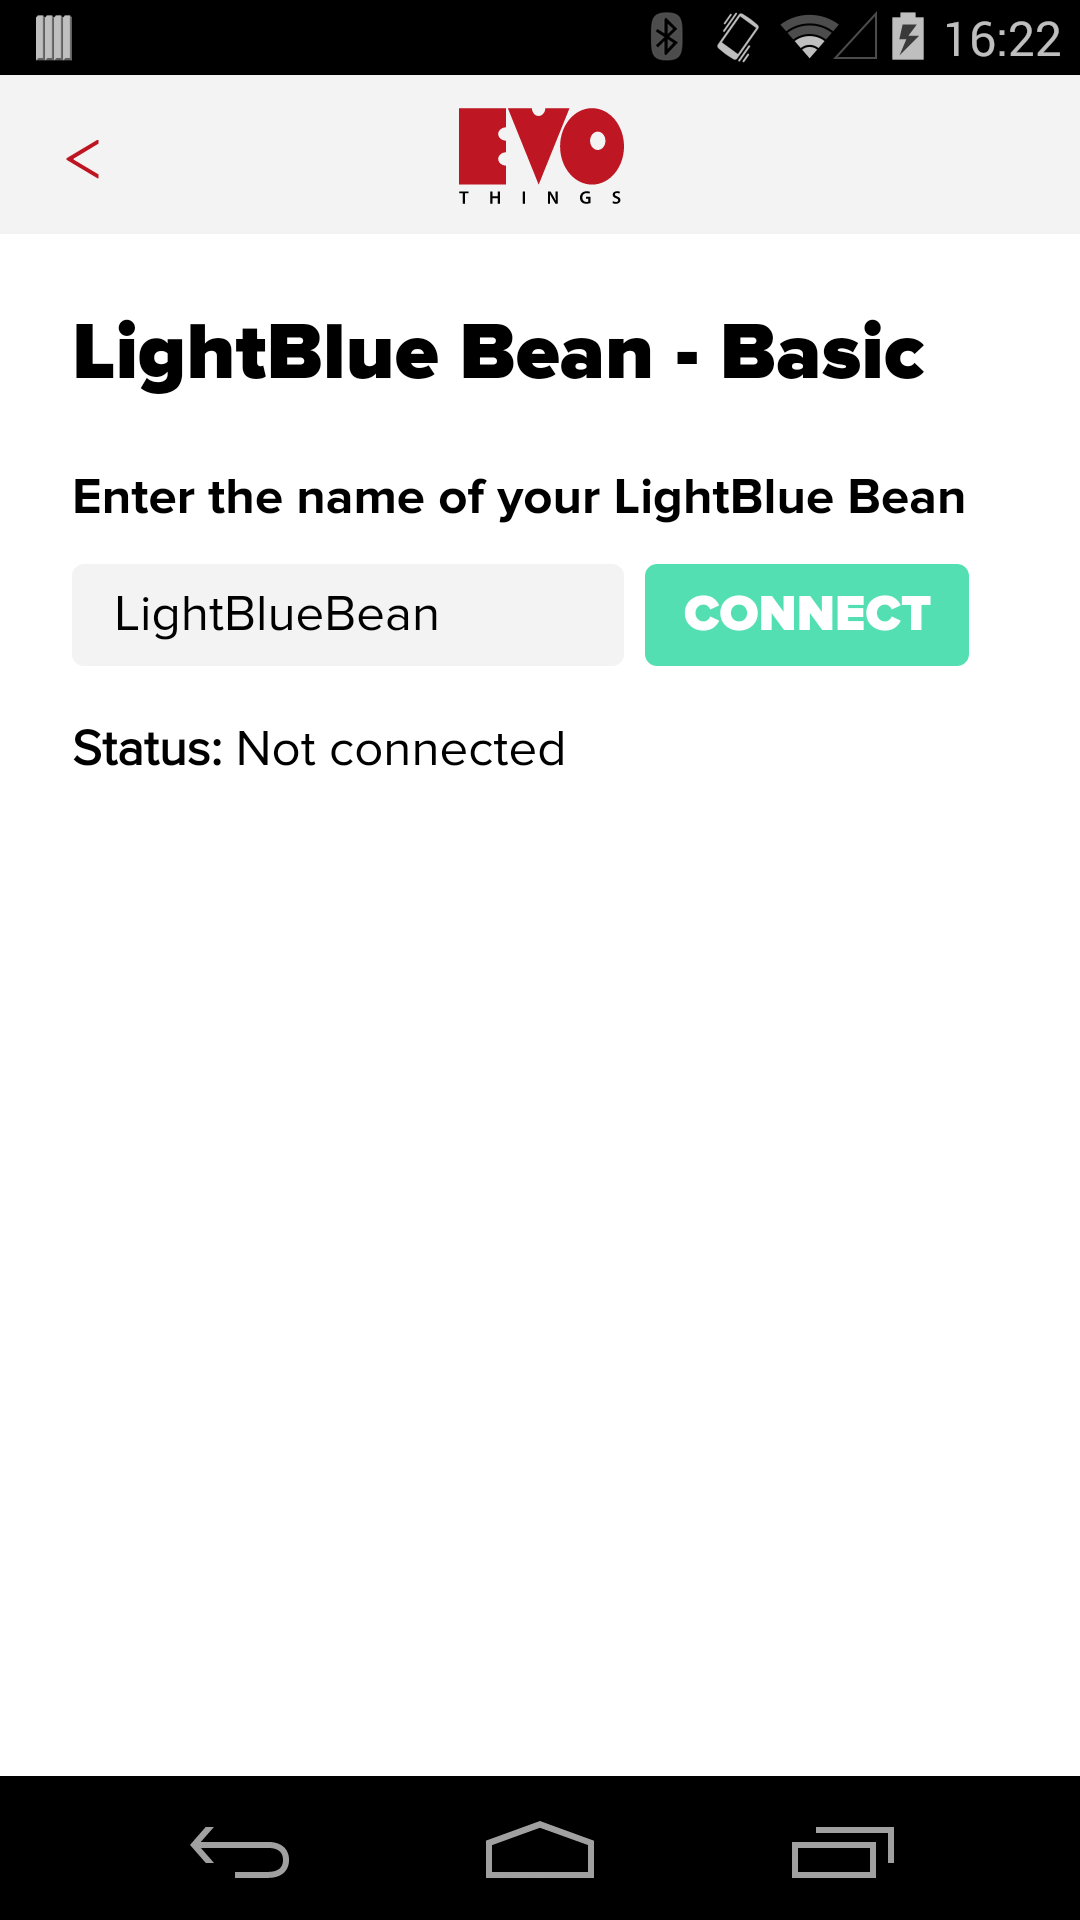 16:22
<
EVO
THINGS
LightBlue Bean - Basic
Enter the name of your LightBlue Bean
LightBlueBean CONNECT
Status: Not connected